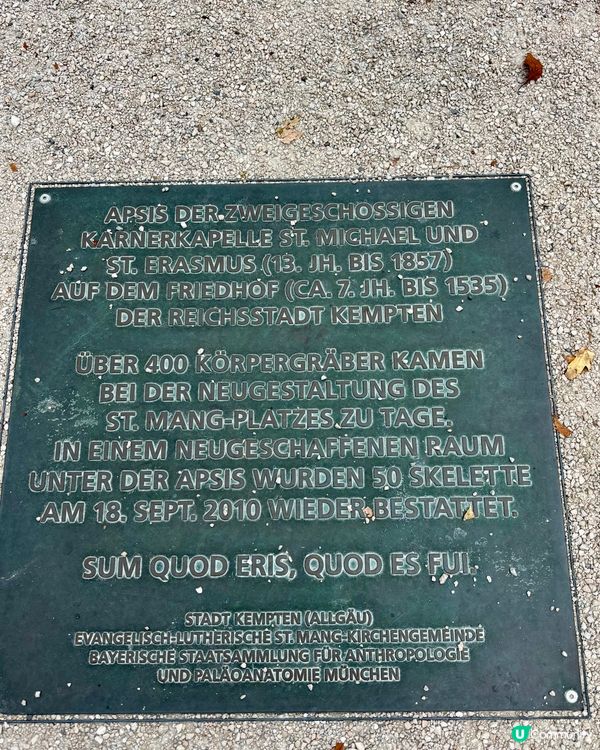 APSIS DER ZWEIGESCHOSSIGEN
KARNERKAPELLE ST. MICHAEL UND
ST. ERASMUS (13. JH. BIS 1857)
AUF DEM FRIEDHOF (CA. 7. JH. BIS 1535)
DER REICHSSTADT KEMPTEN
ÜBER 400 KÖRPERGRÄBER KAMEN
BEI DER NEUGESTALTUNG DES
ST. MANG-PLATZES ZU TAGE.
IN EINEM NEUGESCHAFFENEN RAUM
UNTER DER APSIS WURDEN 50 SKELETTE
AM 18. SEPT. 2010 WIEDER BESTATTET.
SUM QUOD ERIS, QUOD ES FUI.
STADT KEMPTEN (ALLGÄU)
EVANGELISCH-LUTHERISCHE ST. MANG-KIRCHENGEMEINDE
BAYERISCHE STAATSSAMMLUNG FÜR ANTHROPOLOGIE
UND PALÄOANATOMIE MÜNCHEN
U Community